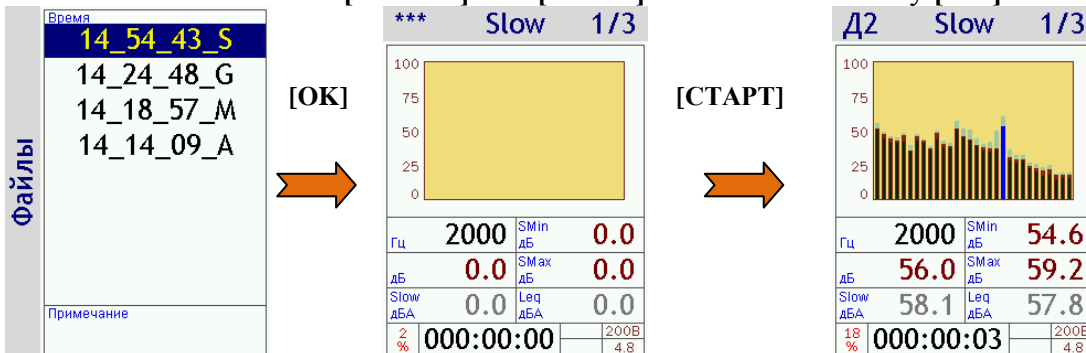 Файлы
Время
14_54_43_S
14_24_48_G
14_18_57_M
14_14_09_A
Примечание
[ОК]
*** Slow 1/3
100
75
50
25
0
Гц 2000 SMin дБ 0.0
дБ 0.0 SMax дБ 0.0
Slow дБА 0.0 Leq дБА 0.0
2 % 000:00:00 200В 4.8
[СТАРТ]
Д2 Slow 1/3
100
75
50
25
0
Гц 2000 SMin дБ 54.6
дБ 56.0 SMax дБ 59.2
Slow дБА 58.1 Leq дБА 57.8
18 % 000:00:03 200В 4.8